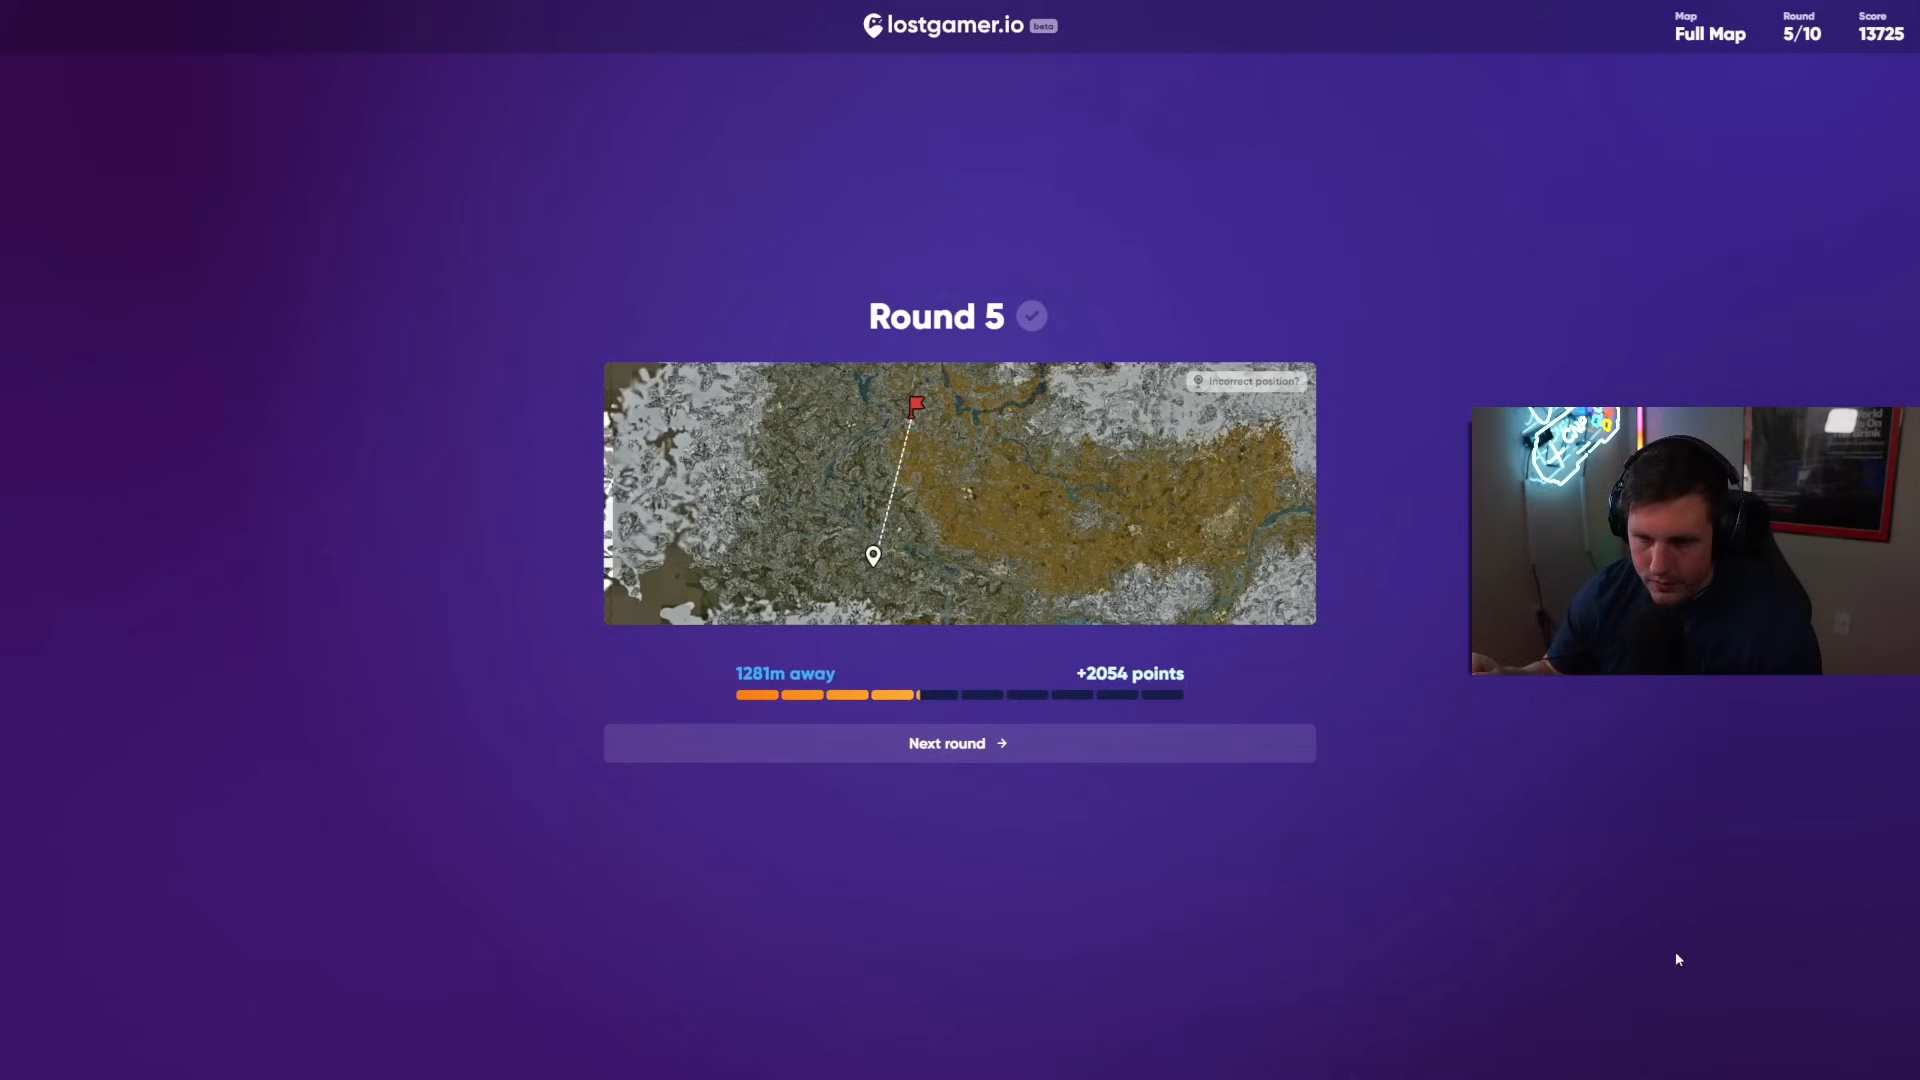 lostgamer.io beta
Map
Full Map
Round
5/10
Score
13725
Round 5
Incorrect position?
1281m away
+2054 points
Next round →